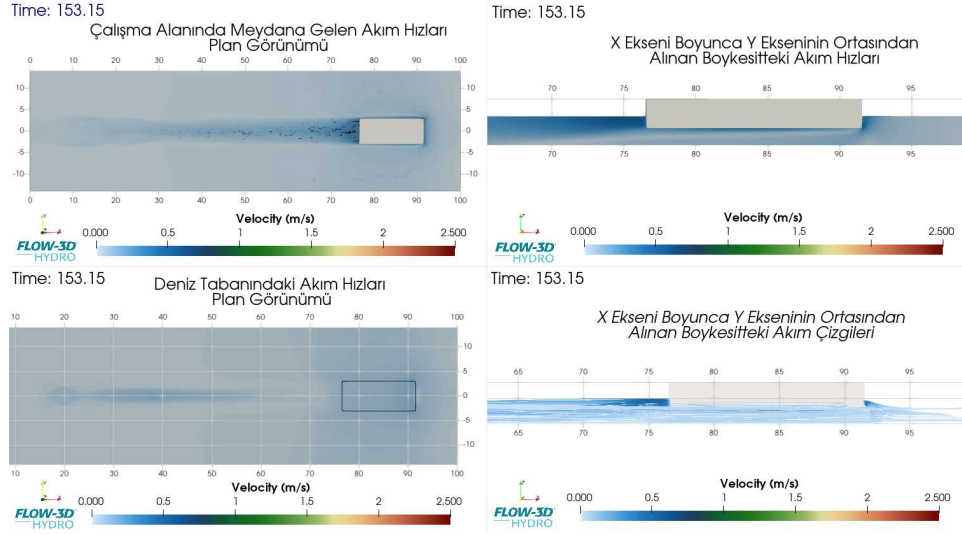 Time: 153.15
Çalışma Alanında Meydana Gelen Akım Hızları
Plan Görünümü
0 10 20 30 40 50 60 70 80 90 100
10
5
0
-5
-10
10
5
0
-5
-10
0 10 20 30 40 50 60 70 80 90 100
Velocity (m/s)
0.000 0.5 1 1.5 2 2.500
FLOW-3D
HYDRO
Time: 153.15
X Ekseni Boyunca Y Ekseninin Ortasından
Alınan Boykesitteki Akım Hızları
70 75 80 85 90 95
70 75 80 85 90 95
Velocity (m/s)
0.000 0.5 1 1.5 2 2.500
FLOW-3D
HYDRO
Time: 153.15
Deniz Tabanındaki Akım Hızları
Plan Görünümü
10 20 30 40 50 60 70 80 90 100
10
5
0
-5
-10
10 20 30 40 50 60 70 80 90 100
Velocity (m/s)
0.000 0.5 1 1.5 2 2.500
FLOW-3D
HYDRO
Time: 153.15
X Ekseni Boyunca Y Ekseninin Ortasından
Alınan Boykesitteki Akım Çizgileri
65 70 75 80 85 90 95
65 70 75 80 85 90 95
Velocity (m/s)
0.000 0.5 1 1.5 2 2.500
FLOW-3D
HYDRO